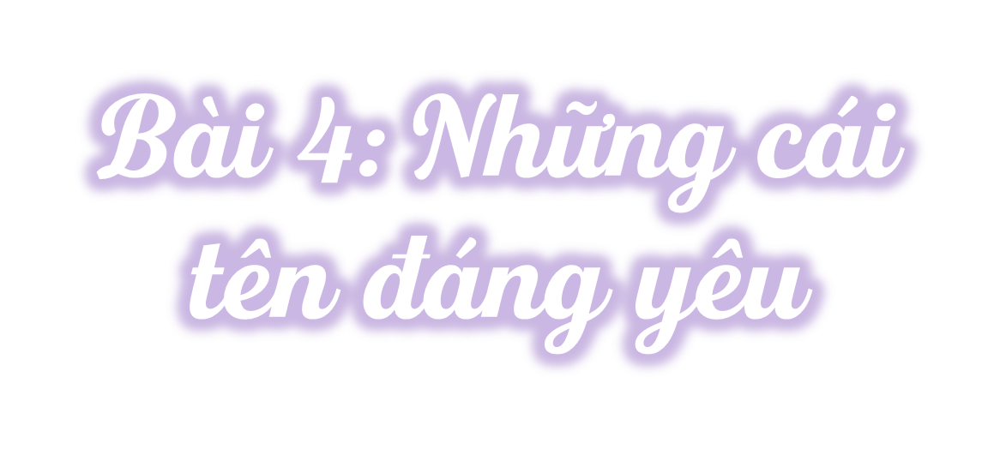 Bài 4: Những cái
tên đáng yêu